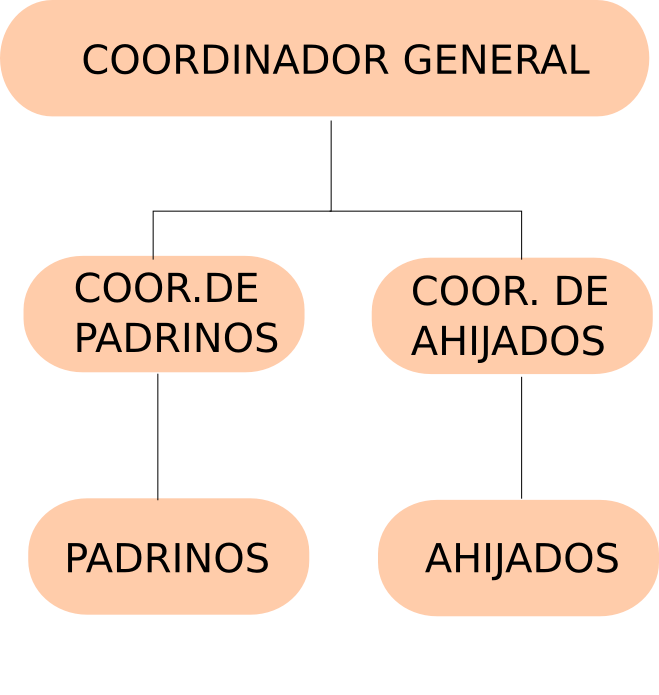 COORDINADOR GENERAL
COOR.DE
PADRINOS
COOR. DE
AHIJADOS
PADRINOS
AHIJADOS